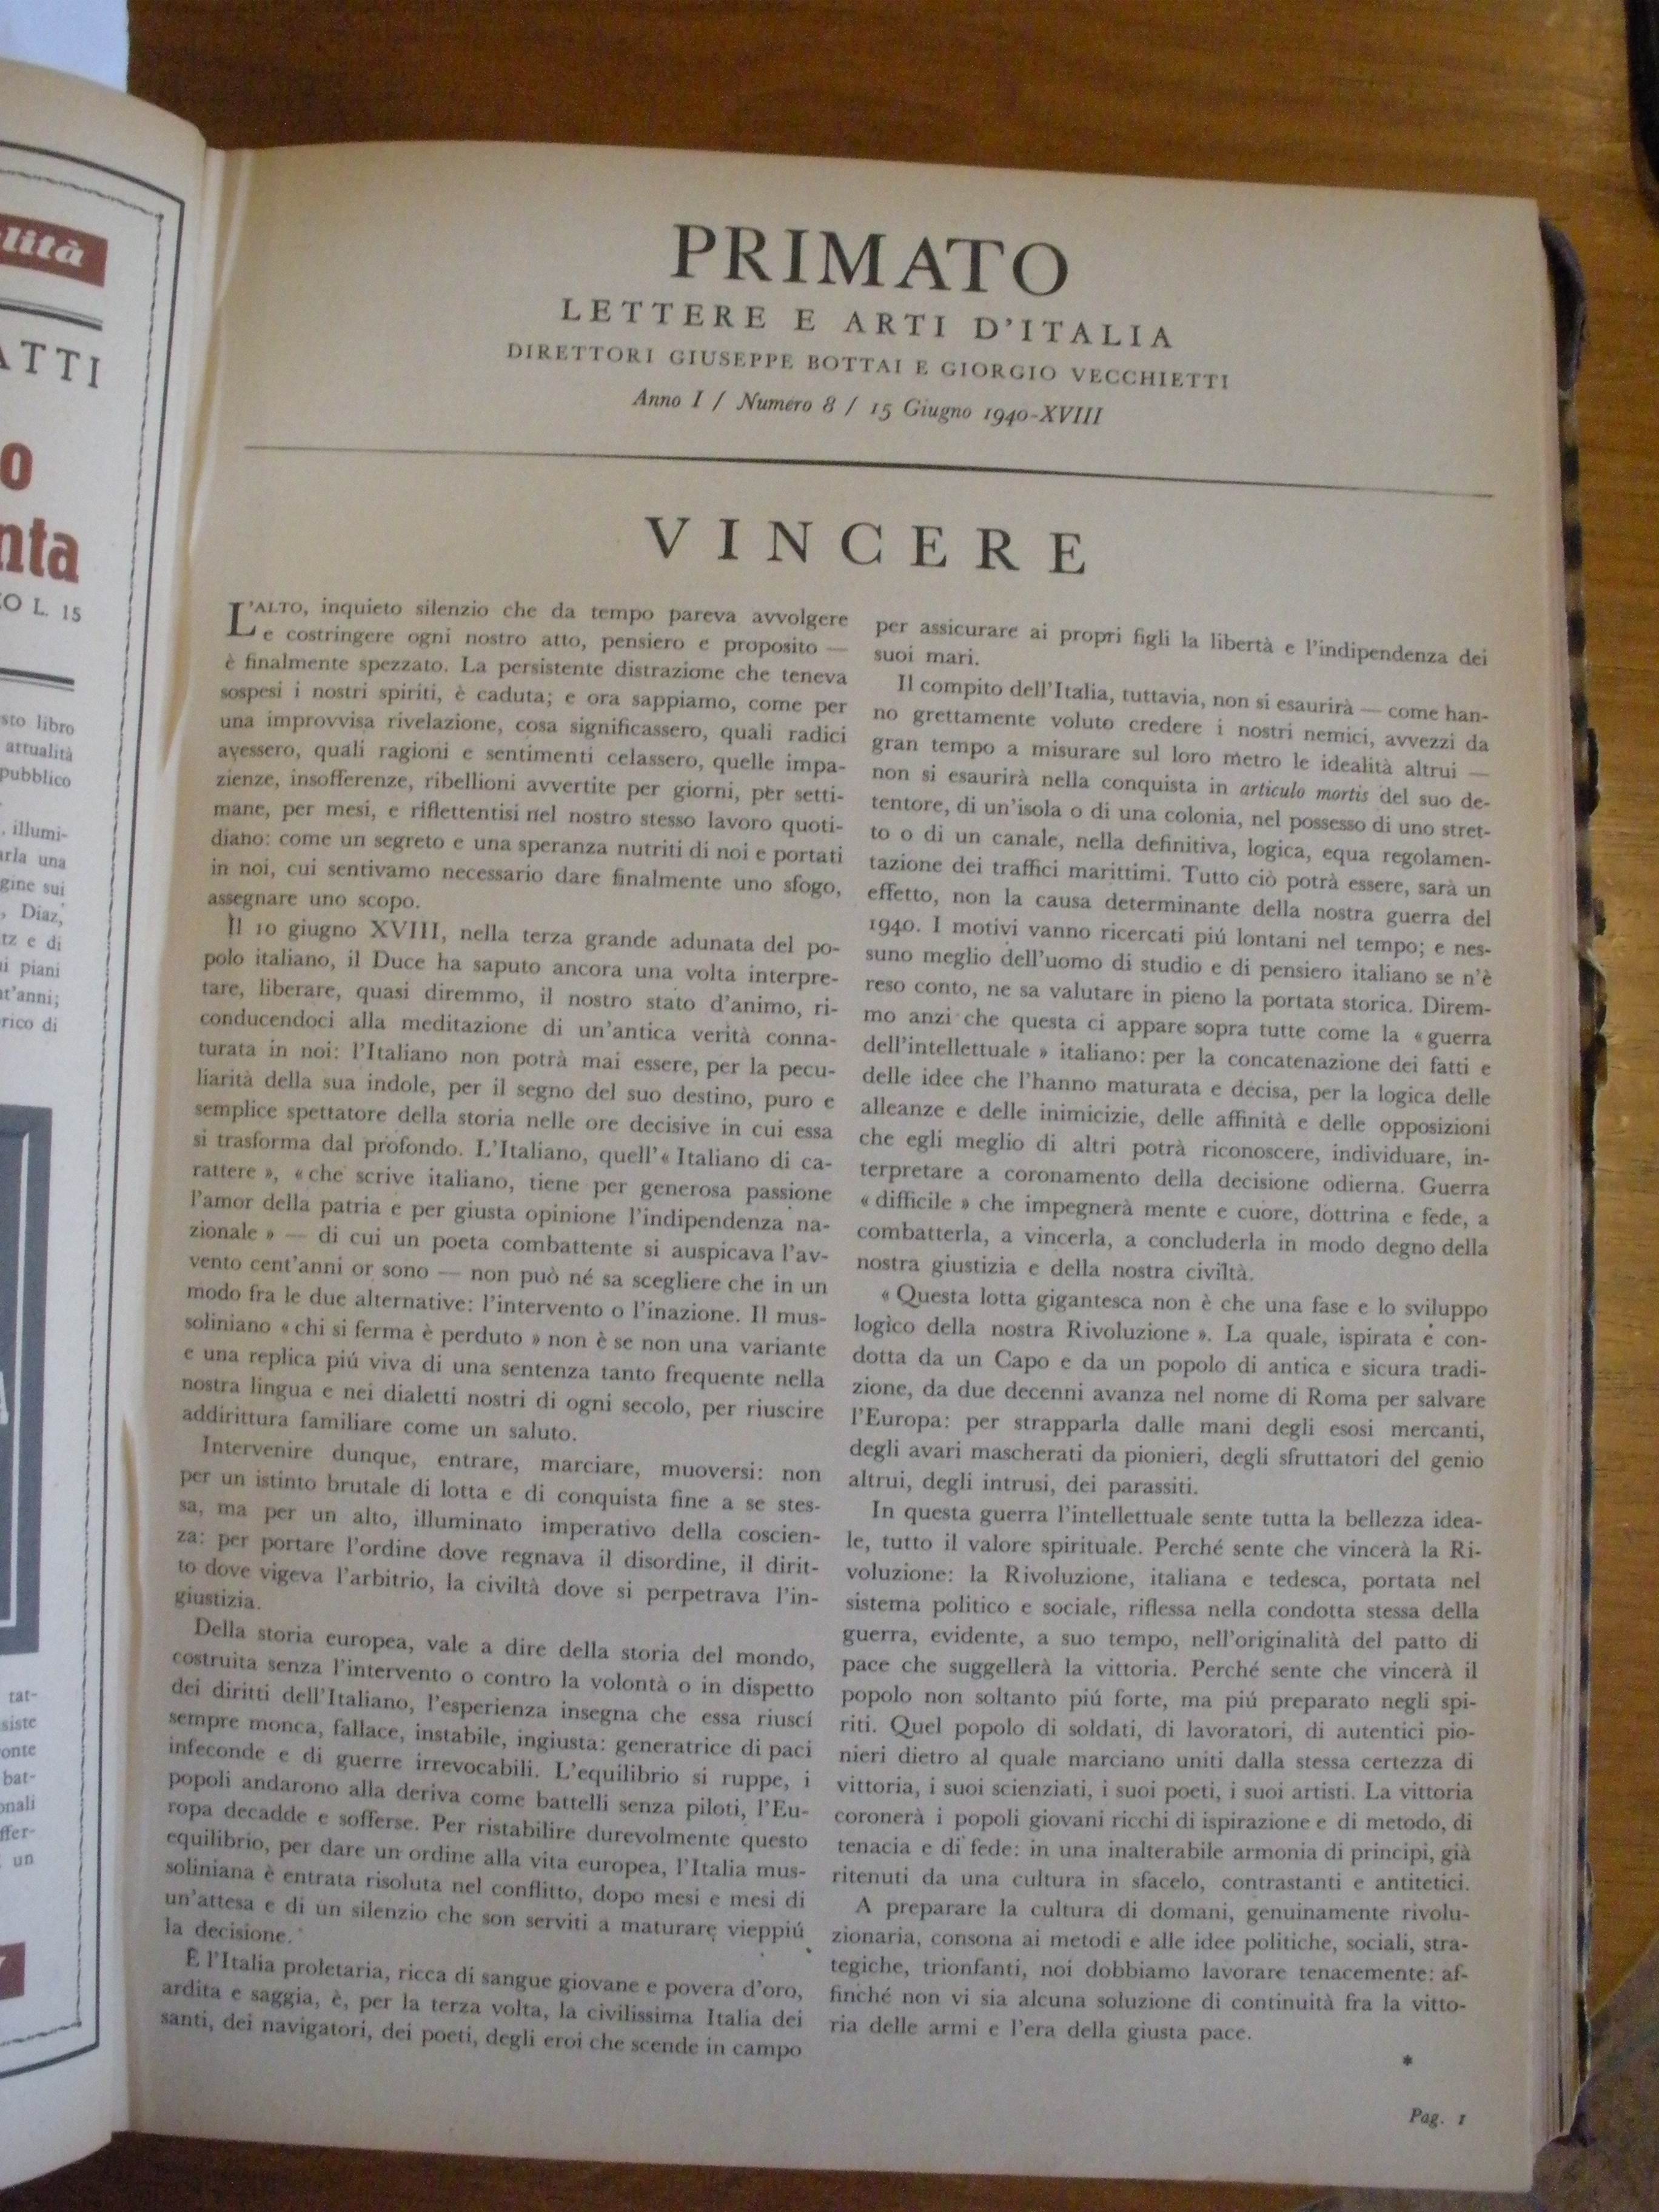 lità
ATTI
o
nta
O L. 15
sto libro
attualità
pubblico
, illumi-
arla una
gine sui
, Diaz,
tz e di
ui piani
nt'anni;
rico di
tat-
siste
onte
bat-
onali
ffer-
un
PRIMATO
LETTERE E ARTI D'ITALIA
DIRETTORI GIUSEPPE BOTTAI E GIORGIO VECCHIETTI
Anno I / Numero 8 / 15 Giugno 1940-XVIII
VINCERE
L'ALTO, inquieto silenzio che da tempo pareva avvolgere
e costringere ogni nostro atto, pensiero e proposito —
è finalmente spezzato. La persistente distrazione che teneva
sospesi i nostri spiriti, è caduta; e ora sappiamo, come per
una improvvisa rivelazione, cosa significassero, quali radici
avessero, quali ragioni e sentimenti celassero, quelle impa-
zienze, insofferenze, ribellioni avvertite per giorni, per setti-
mane, per mesi, e riflettentisi nel nostro stesso lavoro quoti-
diano: come un segreto e una speranza nutriti di noi e portati
in noi, cui sentivamo necessario dare finalmente uno sfogo,
assegnare uno scopo.
Il 10 giugno XVIII, nella terza grande adunata del po-
polo italiano, il Duce ha saputo ancora una volta interpre-
tare, liberare, quasi diremmo, il nostro stato d'animo, ri-
conducendoci alla meditazione di un'antica verità conna-
turata in noi: l'Italiano non potrà mai essere, per la pecu-
liarità della sua indole, per il segno del suo destino, puro e
semplice spettatore della storia nelle ore decisive in cui essa
si trasforma dal profondo. L'Italiano, quell'« Italiano di ca-
rattere », « che scrive italiano, tiene per generosa passione
l'amor della patria e per giusta opinione l'indipendenza na-
zionale » — di cui un poeta combattente si auspicava l'av-
vento cent'anni or sono — non può né sa scegliere che in un
modo fra le due alternative: l'intervento o l'inazione. Il mus-
soliniano « chi si ferma è perduto » non è se non una variante
e una replica piú viva di una sentenza tanto frequente nella
nostra lingua e nei dialetti nostri di ogni secolo, per riuscire
addirittura familiare come un saluto.
Intervenire dunque, entrare, marciare, muoversi: non
per un istinto brutale di lotta e di conquista fine a se stes-
sa, ma per un alto, illuminato imperativo della coscien-
za: per portare l'ordine dove regnava il disordine, il dirit-
to dove vigeva l'arbitrio, la civiltà dove si perpetrava l'in-
giustizia.
Della storia europea, vale a dire della storia del mondo,
costruita senza l'intervento o contro la volontà o in dispetto
dei diritti dell'Italiano, l'esperienza insegna che essa riuscí
sempre monca, fallace, instabile, ingiusta: generatrice di paci
infeconde e di guerre irrevocabili. L'equilibrio si ruppe, i
popoli andarono alla deriva come battelli senza piloti, l'Eu-
ropa decadde e sofferse. Per ristabilire durevolmente questo
equilibrio, per dare un ordine alla vita europea, l'Italia mus-
soliniana è entrata risoluta nel conflitto, dopo mesi e mesi di
un'attesa e di un silenzio che son serviti a maturare vieppiú
la decisione.
È l'Italia proletaria, ricca di sangue giovane e povera d'oro,
ardita e saggia, è, per la terza volta, la civilissima Italia dei
santi, dei navigatori, dei poeti, degli eroi che scende in campo
per assicurare ai propri figli la libertà e l'indipendenza dei
suoi mari.
Il compito dell'Italia, tuttavia, non si esaurirà — come han-
no grettamente voluto credere i nostri nemici, avvezzi da
gran tempo a misurare sul loro metro le idealità altrui —
non si esaurirà nella conquista in articulo mortis del suo de-
tentore, di un'isola o di una colonia, nel possesso di uno stret-
to o di un canale, nella definitiva, logica, equa regolamen-
tazione dei traffici marittimi. Tutto ciò potrà essere, sarà un
effetto, non la causa determinante della nostra guerra del
1940. I motivi vanno ricercati piú lontani nel tempo; e nes-
suno meglio dell'uomo di studio e di pensiero italiano se n'è
reso conto, ne sa valutare in pieno la portata storica. Direm-
mo anzi che questa ci appare sopra tutte come la « guerra
dell'intellettuale » italiano: per la concatenazione dei fatti e
delle idee che l'hanno maturata e decisa, per la logica delle
alleanze e delle inimicizie, delle affinità e delle opposizioni
che egli meglio di altri potrà riconoscere, individuare, in-
terpretare a coronamento della decisione odierna. Guerra
« difficile » che impegnerà mente e cuore, dottrina e fede, a
combatterla, a vincerla, a concluderla in modo degno della
nostra giustizia e della nostra civiltà.
« Questa lotta gigantesca non è che una fase e lo sviluppo
logico della nostra Rivoluzione ». La quale, ispirata e con-
dotta da un Capo e da un popolo di antica e sicura tradi-
zione, da due decenni avanza nel nome di Roma per salvare
l'Europa: per strapparla dalle mani degli esosi mercanti,
degli avari mascherati da pionieri, degli sfruttatori del genio
altrui, degli intrusi, dei parassiti.
In questa guerra l'intellettuale sente tutta la bellezza idea-
le, tutto il valore spirituale. Perché sente che vincerà la Ri-
voluzione: la Rivoluzione, italiana e tedesca, portata nel
sistema politico e sociale, riflessa nella condotta stessa della
guerra, evidente, a suo tempo, nell'originalità del patto di
pace che suggellerà la vittoria. Perché sente che vincerà il
popolo non soltanto piú forte, ma piú preparato negli spi-
riti. Quel popolo di soldati, di lavoratori, di autentici pio-
nieri dietro al quale marciano uniti dalla stessa certezza di
vittoria, i suoi scienziati, i suoi poeti, i suoi artisti. La vittoria
coronerà i popoli giovani ricchi di ispirazione e di metodo, di
tenacia e di fede: in una inalterabile armonia di principi, già
ritenuti da una cultura in sfacelo, contrastanti e antitetici.
A preparare la cultura di domani, genuinamente rivolu-
zionaria, consona ai metodi e alle idee politiche, sociali, stra-
tegiche, trionfanti, noi dobbiamo lavorare tenacemente: af-
finché non vi sia alcuna soluzione di continuità fra la vitto-
ria delle armi e l'era della giusta pace.
*
Pag. 1